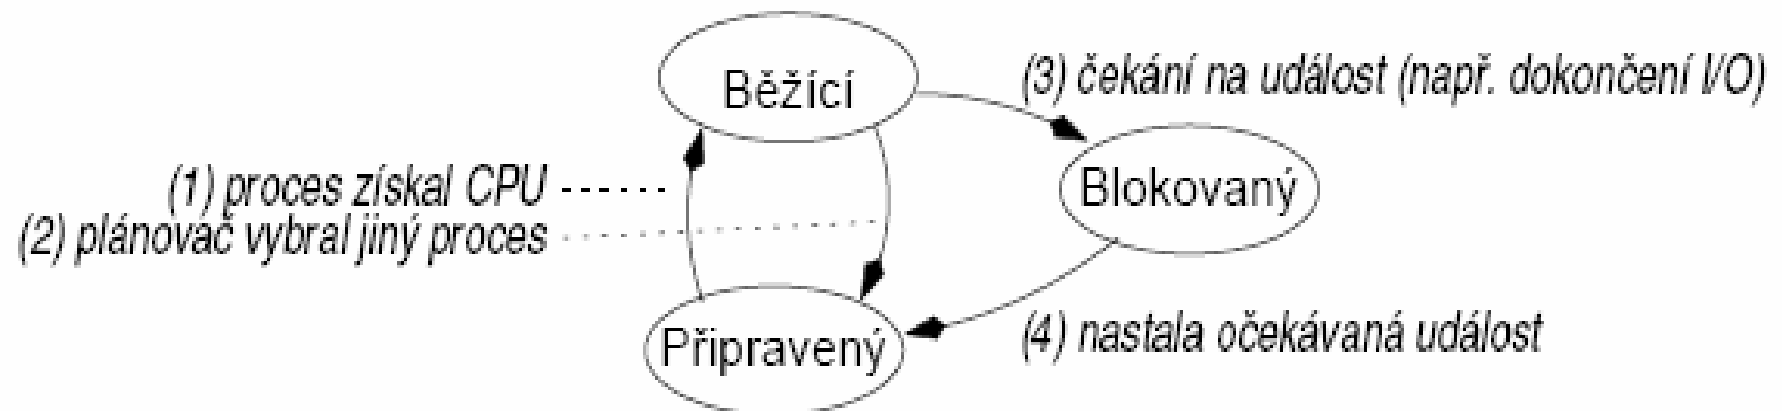 Běžící
(3) čekání na událost (např. dokončení I/O)
(1) proces získal CPU
Blokovaný
(2) plánovač vybral jiný proces
Připravený
(4) nastala očekávaná událost